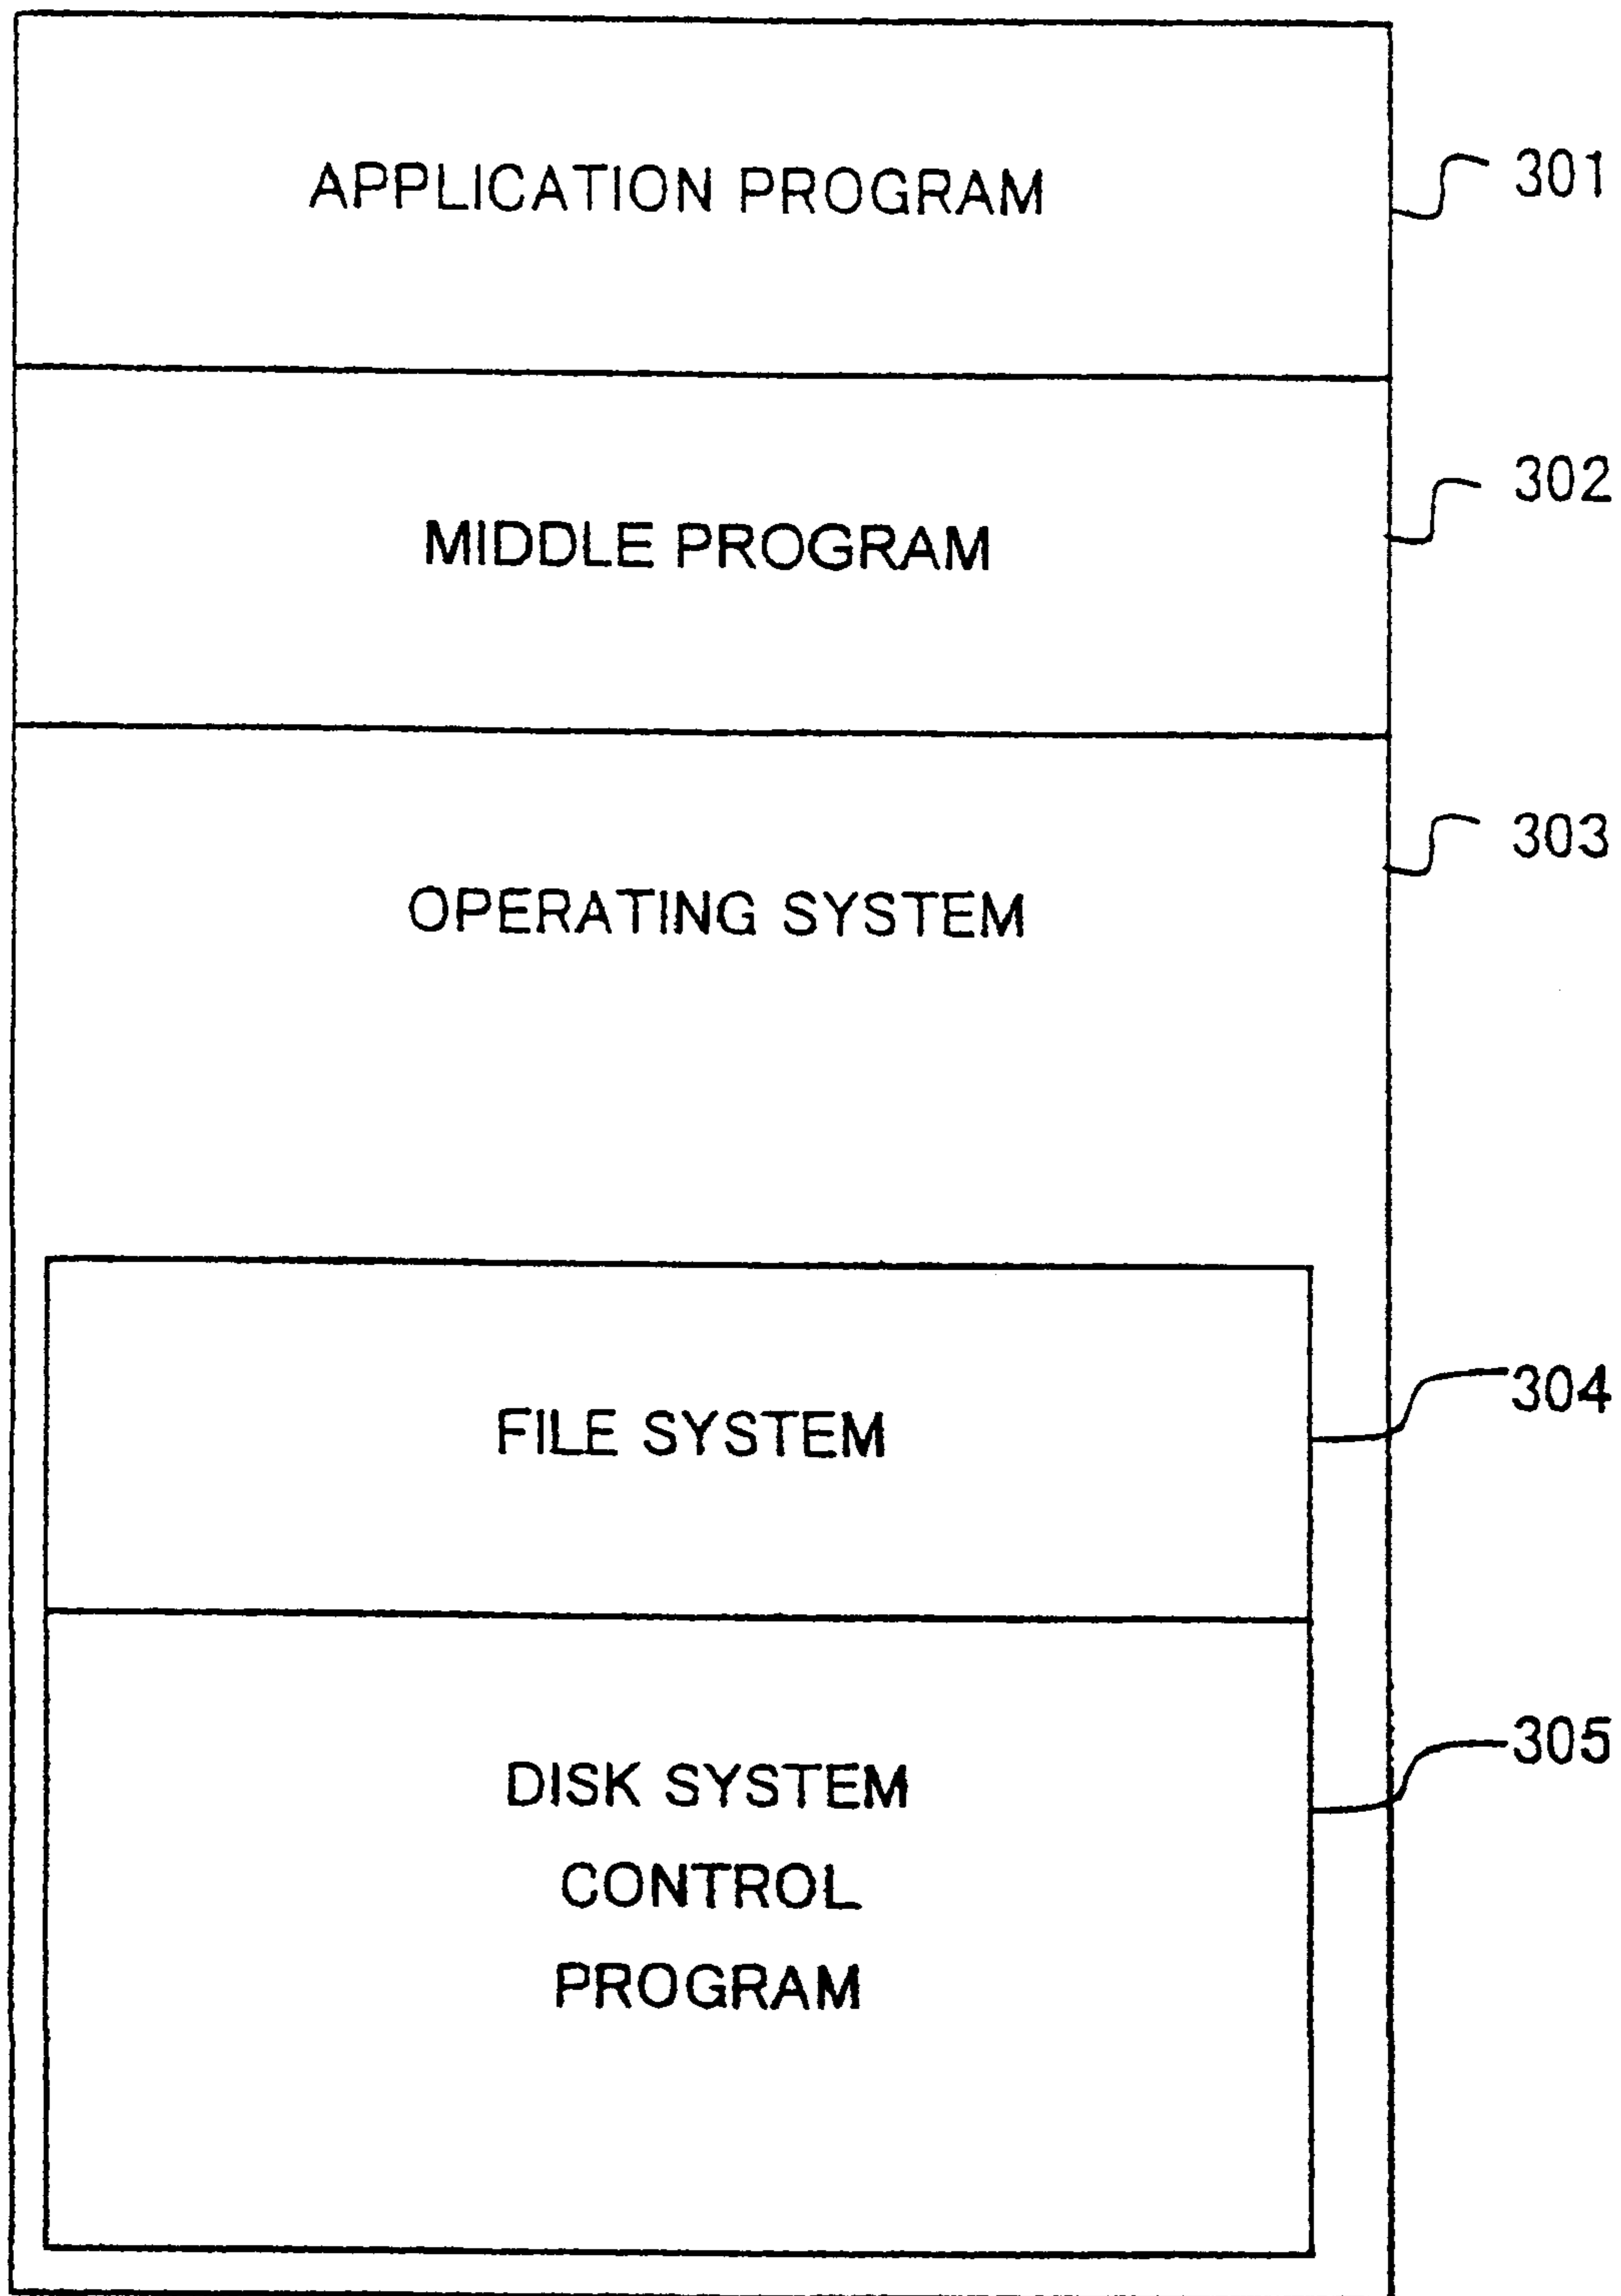 APPLICATION PROGRAM
301
MIDDLE PROGRAM
302
OPERATING SYSTEM
303
FILE SYSTEM
304
DISK SYSTEM
CONTROL
PROGRAM
305